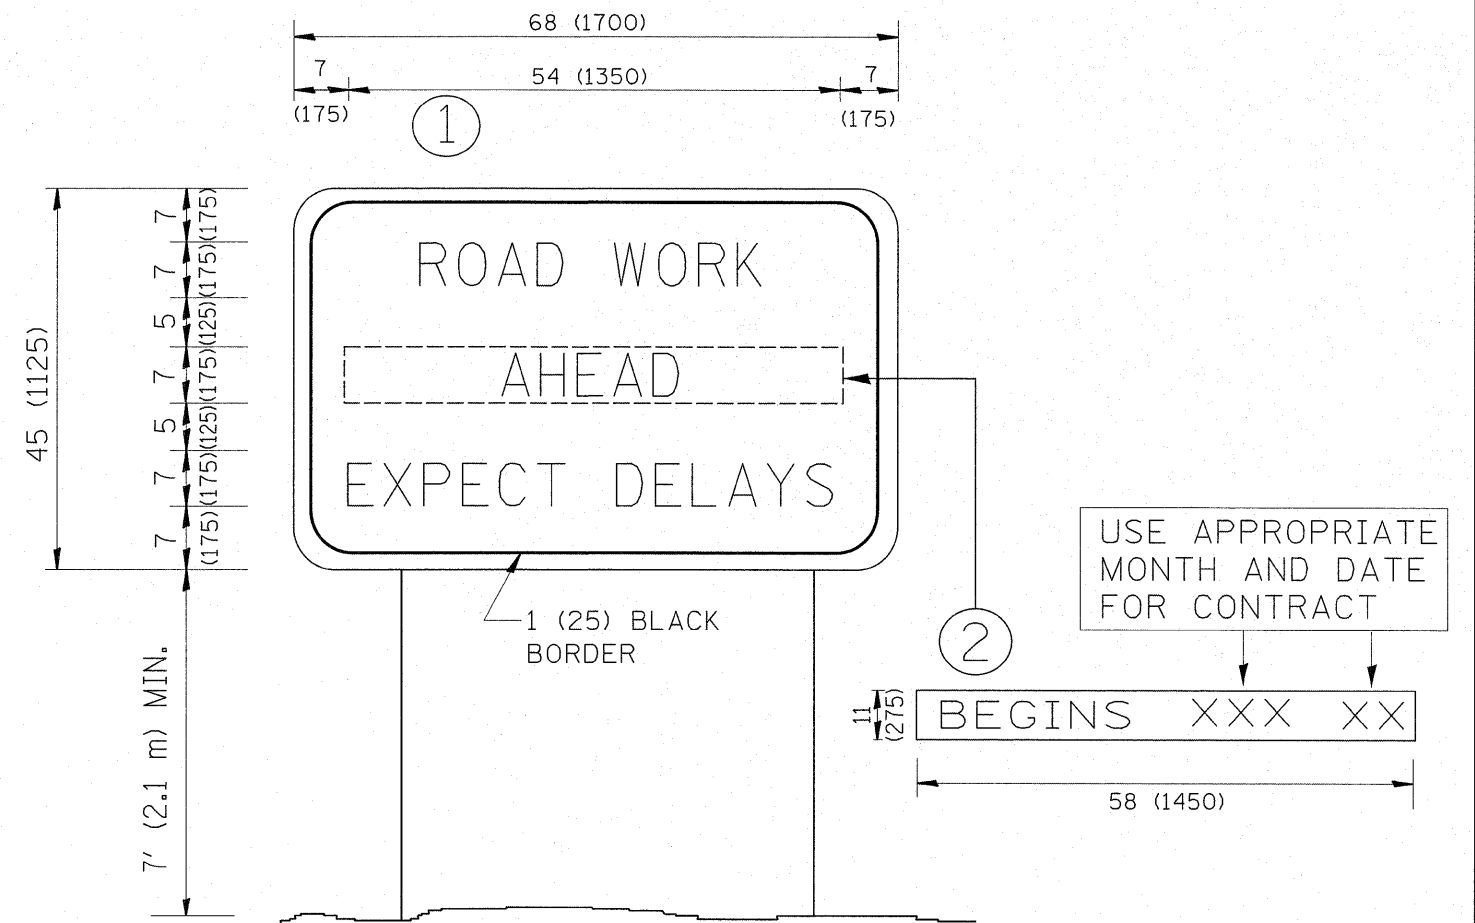 68 (1700)
7
54 (1350)
7
(175)
(175)
1
ROAD WORK
AHEAD
EXPECT DELAYS
45 (1125)
7 (175)
7 (175)
5 (125)
7 (175)
5 (125)
7 (175)
7 (175)
7' (2.1 m) MIN.
1 (25) BLACK
BORDER
2
USE APPROPRIATE
MONTH AND DATE
FOR CONTRACT
11
(275)
BEGINS XXX XX
58 (1450)